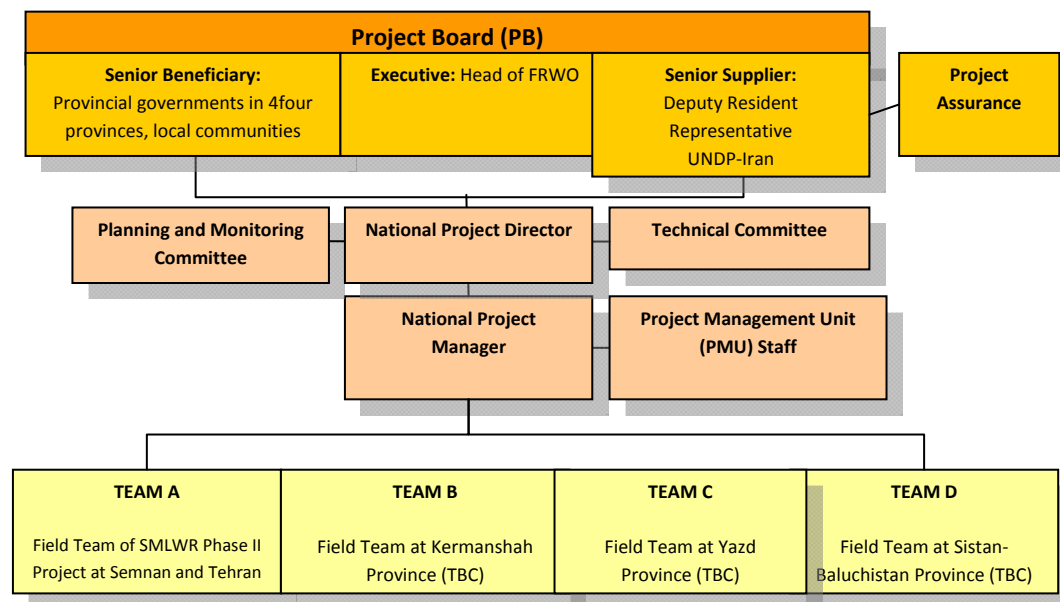 Project Board (PB)
Senior Beneficiary:
Provincial governments in 4four
provinces, local communities
Executive: Head of FRWO
Senior Supplier:
Deputy Resident
Representative
UNDP-Iran
Project
Assurance
Planning and Monitoring
Committee
National Project Director
Technical Committee
National Project
Manager
Project Management Unit
(PMU) Staff
TEAM A
Field Team of SMLWR Phase II
Project at Semnan and Tehran
TEAM B
Field Team at Kermanshah
Province (TBC)
TEAM C
Field Team at Yazd
Province (TBC)
TEAM D
Field Team at Sistan-
Baluchistan Province (TBC)